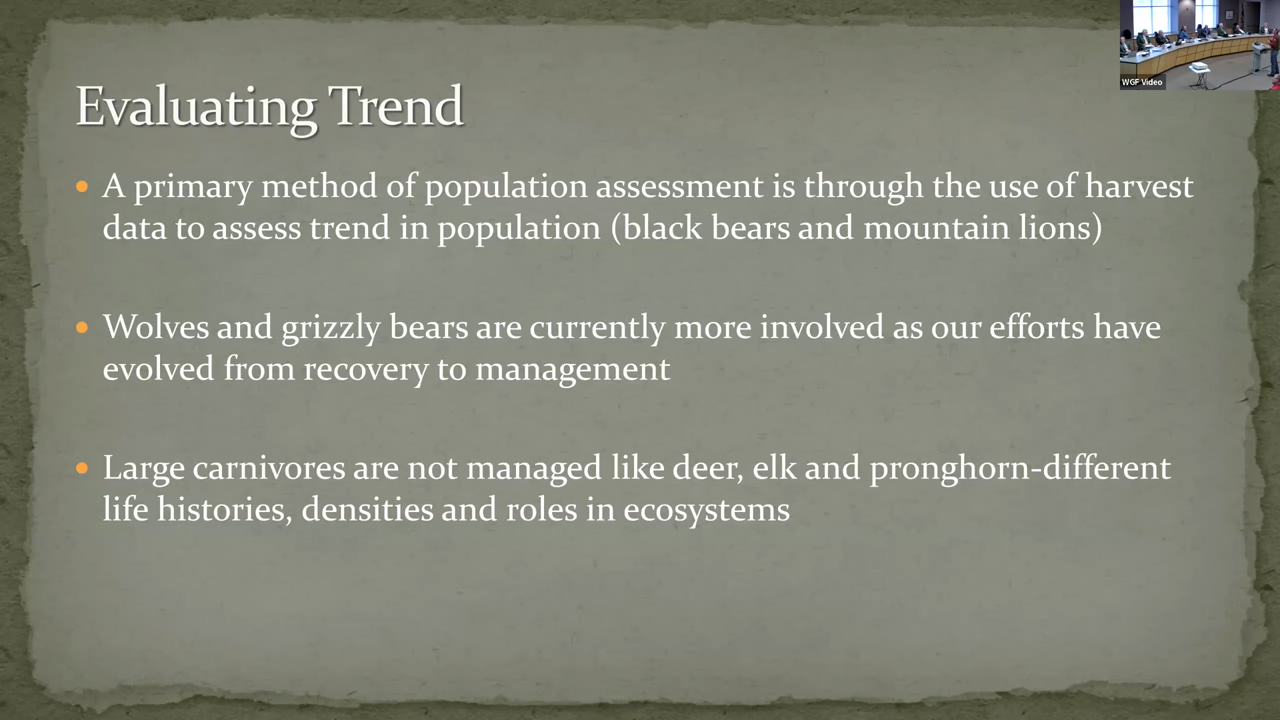 WGF Video
Evaluating Trend
• A primary method of population assessment is through the use of harvest
data to assess trend in population (black bears and mountain lions)
• Wolves and grizzly bears are currently more involved as our efforts have
evolved from recovery to management
• Large carnivores are not managed like deer, elk and pronghorn-different
life histories, densities and roles in ecosystems